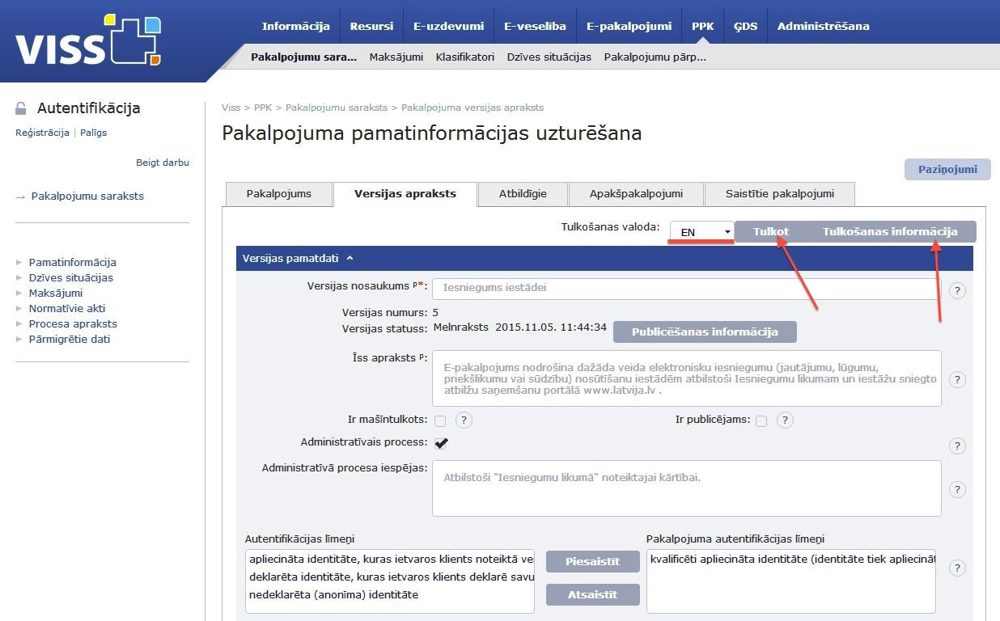 VISS
Informācija Resursi E-uzdevumi E-veselība E-pakalpojumi PPK ĢDS Administrēšana
Pakalpojumu sara... Maksājumi Klasifikatori Dzīves situācijas Pakalpojumu pārp...
Autentifikācija
Reģistrācija | Palīgs
Beigt darbu
→ Pakalpojumu saraksts
Pamatinformācija
Dzīves situācijas
Maksājumi
Normatīvie akti
Procesa apraksts
Pārmigrētie dati
Viss > PPK > Pakalpojumu saraksts > Pakalpojuma versijas apraksts
Pakalpojuma pamatinformācijas uzturēšana
Paziņojumi
Pakalpojums Versijas apraksts Atbildīgie Apakšpakalpojumi Saistītie pakalpojumi
Tulkošanas valoda: EN Tulkot Tulkošanas informācija
Versijas pamatdati
Versijas nosaukums P*: Iesniegums iestādei ?
Versijas numurs: 5
Versijas statuss: Melnraksts 2015.11.05. 11:44:34 Publicēšanas informācija
Īss apraksts P: E-pakalpojums nodrošina dažāda veida elektronisku iesniegumu (jautājumu, lūgumu,
priekšlikumu vai sūdzību) nosūtīšanu iestādēm atbilstoši Iesniegumu likumam un iestāžu sniegto ?
atbilžu saņemšanu portālā www.latvija.lv .
Ir mašīntulkots: ? Ir publicējams: ?
Administratīvais process: ?
Administratīvā procesa iespējas: Atbilstoši "Iesniegumu likumā" noteiktajai kārtībai. ?
Autentifikācijas līmeņi Pakalpojuma autentifikācijas līmeņi
apliecināta identitāte, kuras ietvaros klients noteiktā ve Piesaistīt kvalificēti apliecināta identitāte (identitāte tiek apliecināt ?
deklarēta identitāte, kuras ietvaros klients deklarē savu
nedeklarēta (anonīma) identitāte Atsaistīt